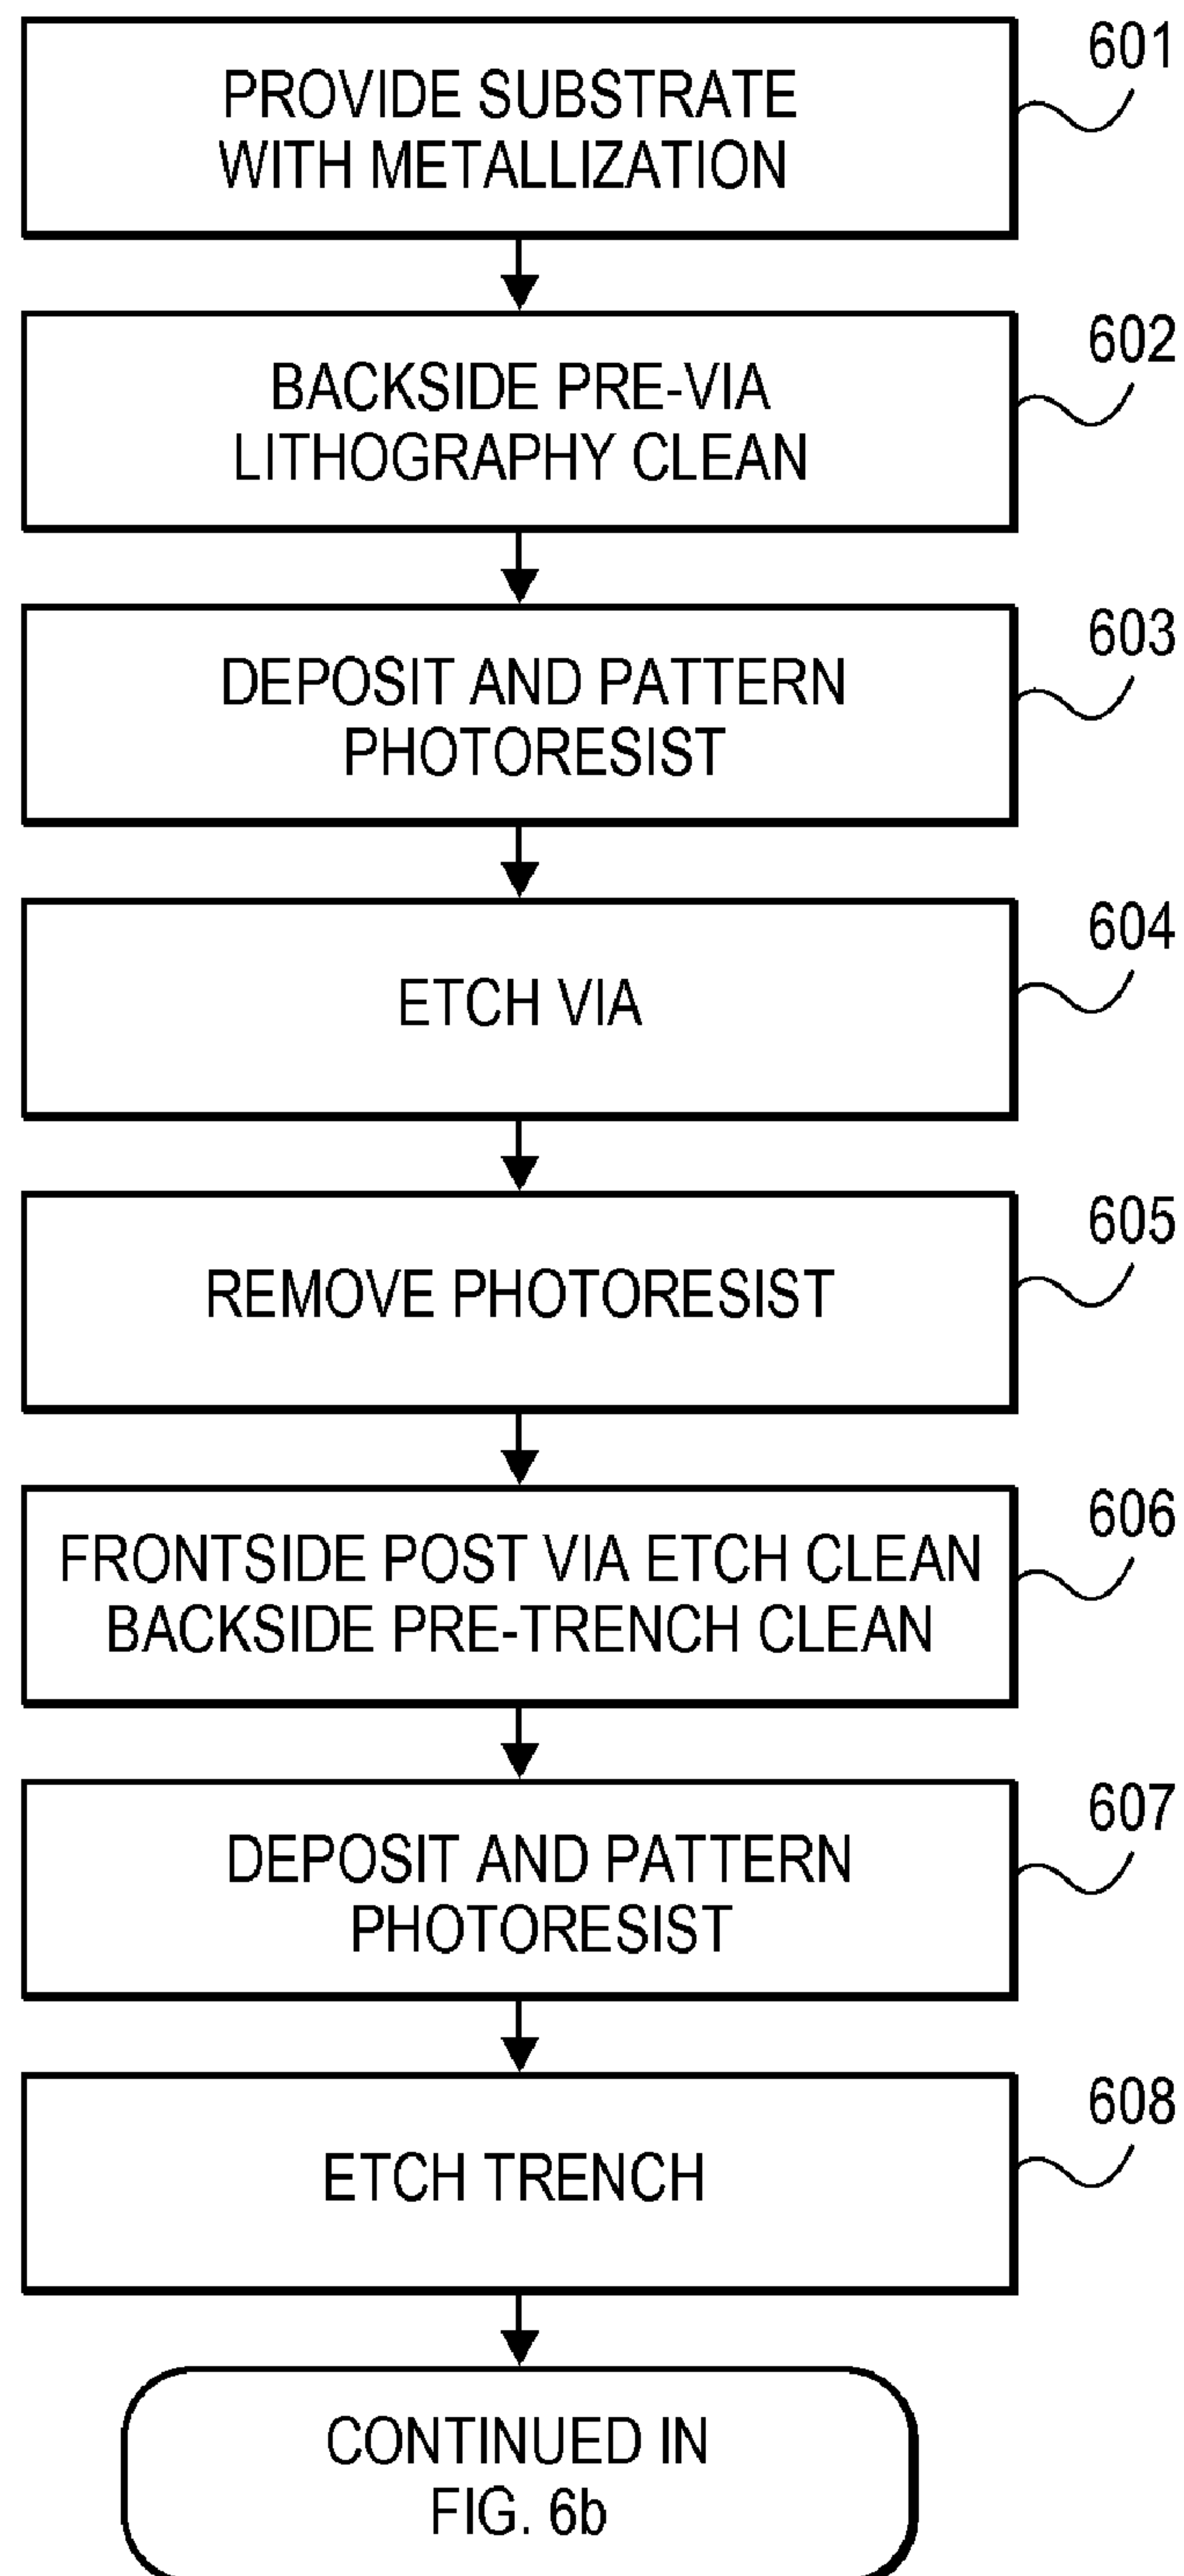 601
PROVIDE SUBSTRATE
WITH METALLIZATION
602
BACKSIDE PRE-VIA
LITHOGRAPHY CLEAN
603
DEPOSIT AND PATTERN
PHOTORESIST
604
ETCH VIA
605
REMOVE PHOTORESIST
606
FRONTSIDE POST VIA ETCH CLEAN
BACKSIDE PRE-TRENCH CLEAN
607
DEPOSIT AND PATTERN
PHOTORESIST
608
ETCH TRENCH
CONTINUED IN
FIG. 6b